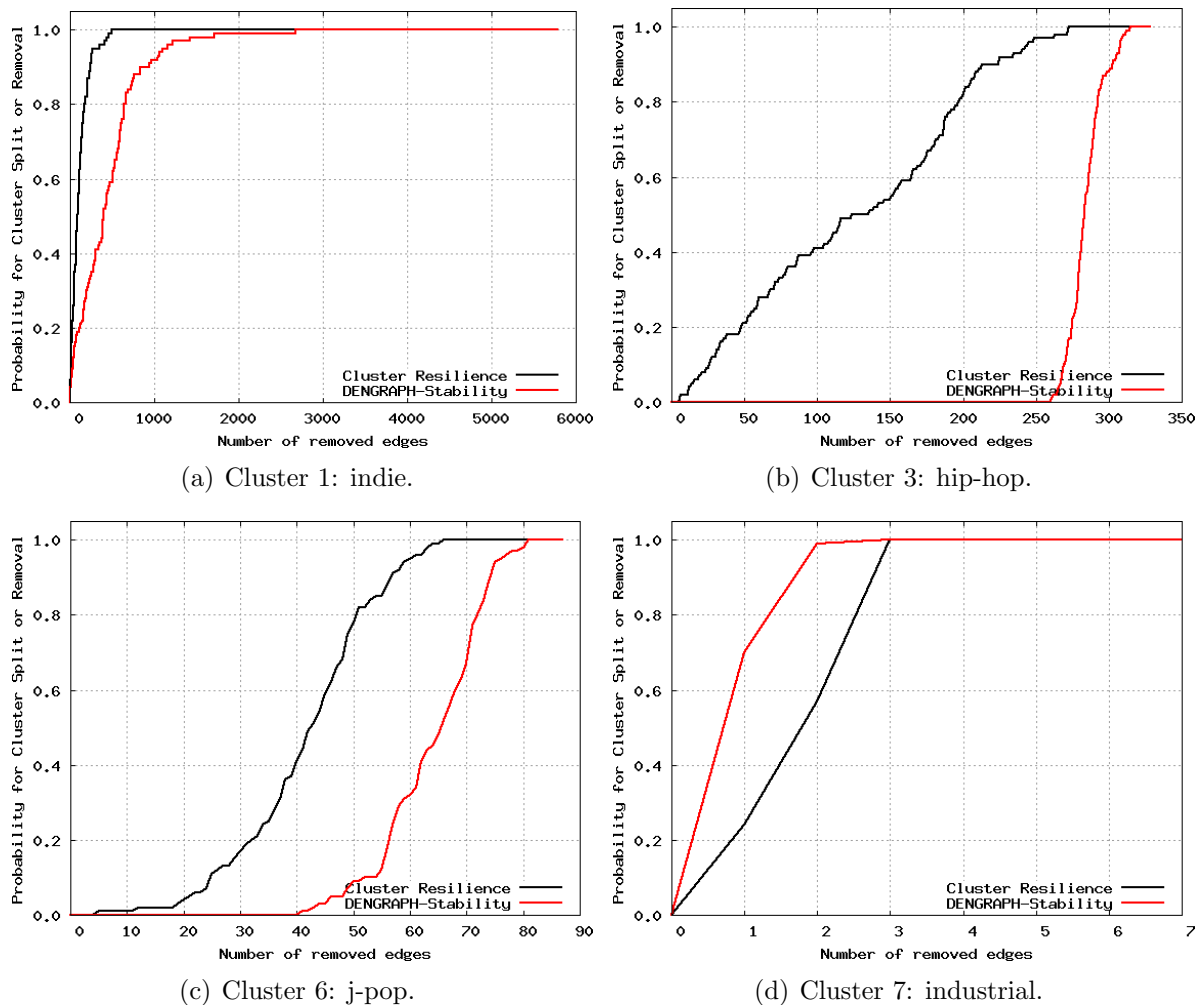 Probability for Cluster Split or Removal
1.0
0.8
0.6
0.4
0.2
0.0
Cluster Resilience
DENGRAPH-Stability
0 1000 2000 3000 4000 5000 6000
Number of removed edges
(a) Cluster 1: indie.
Probability for Cluster Split or Removal
1.0
0.8
0.6
0.4
0.2
0.0
Cluster Resilience
DENGRAPH-Stability
0 50 100 150 200 250 300 350
Number of removed edges
(b) Cluster 3: hip-hop.
Probability for Cluster Split or Removal
1.0
0.8
0.6
0.4
0.2
0.0
Cluster Resilience
DENGRAPH-Stability
0 10 20 30 40 50 60 70 80 90
Number of removed edges
(c) Cluster 6: j-pop.
Probability for Cluster Split or Removal
1.0
0.8
0.6
0.4
0.2
0.0
Cluster Resilience
DENGRAPH-Stability
0 1 2 3 4 5 6 7
Number of removed edges
(d) Cluster 7: industrial.